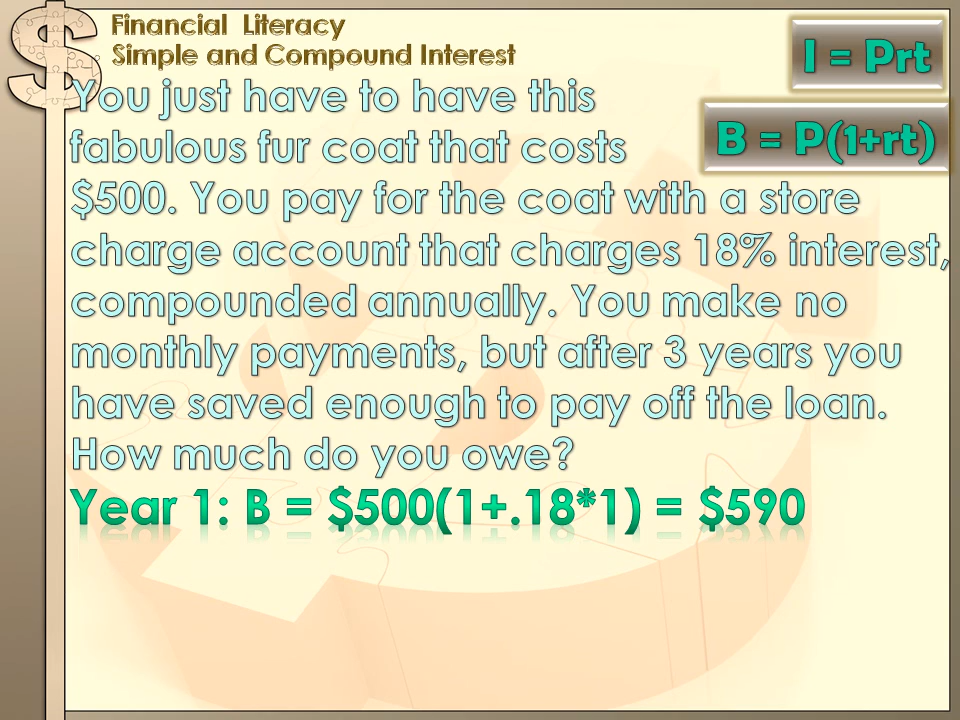 Financial Literacy
Simple and Compound Interest
I = Prt
B = P(1+rt)
You just have to have this
fabulous fur coat that costs
$500. You pay for the coat with a store
charge account that charges 18% interest,
compounded annually. You make no
monthly payments, but after 3 years you
have saved enough to pay off the loan.
How much do you owe?
Year 1: B = $500(1+.18*1) = $590